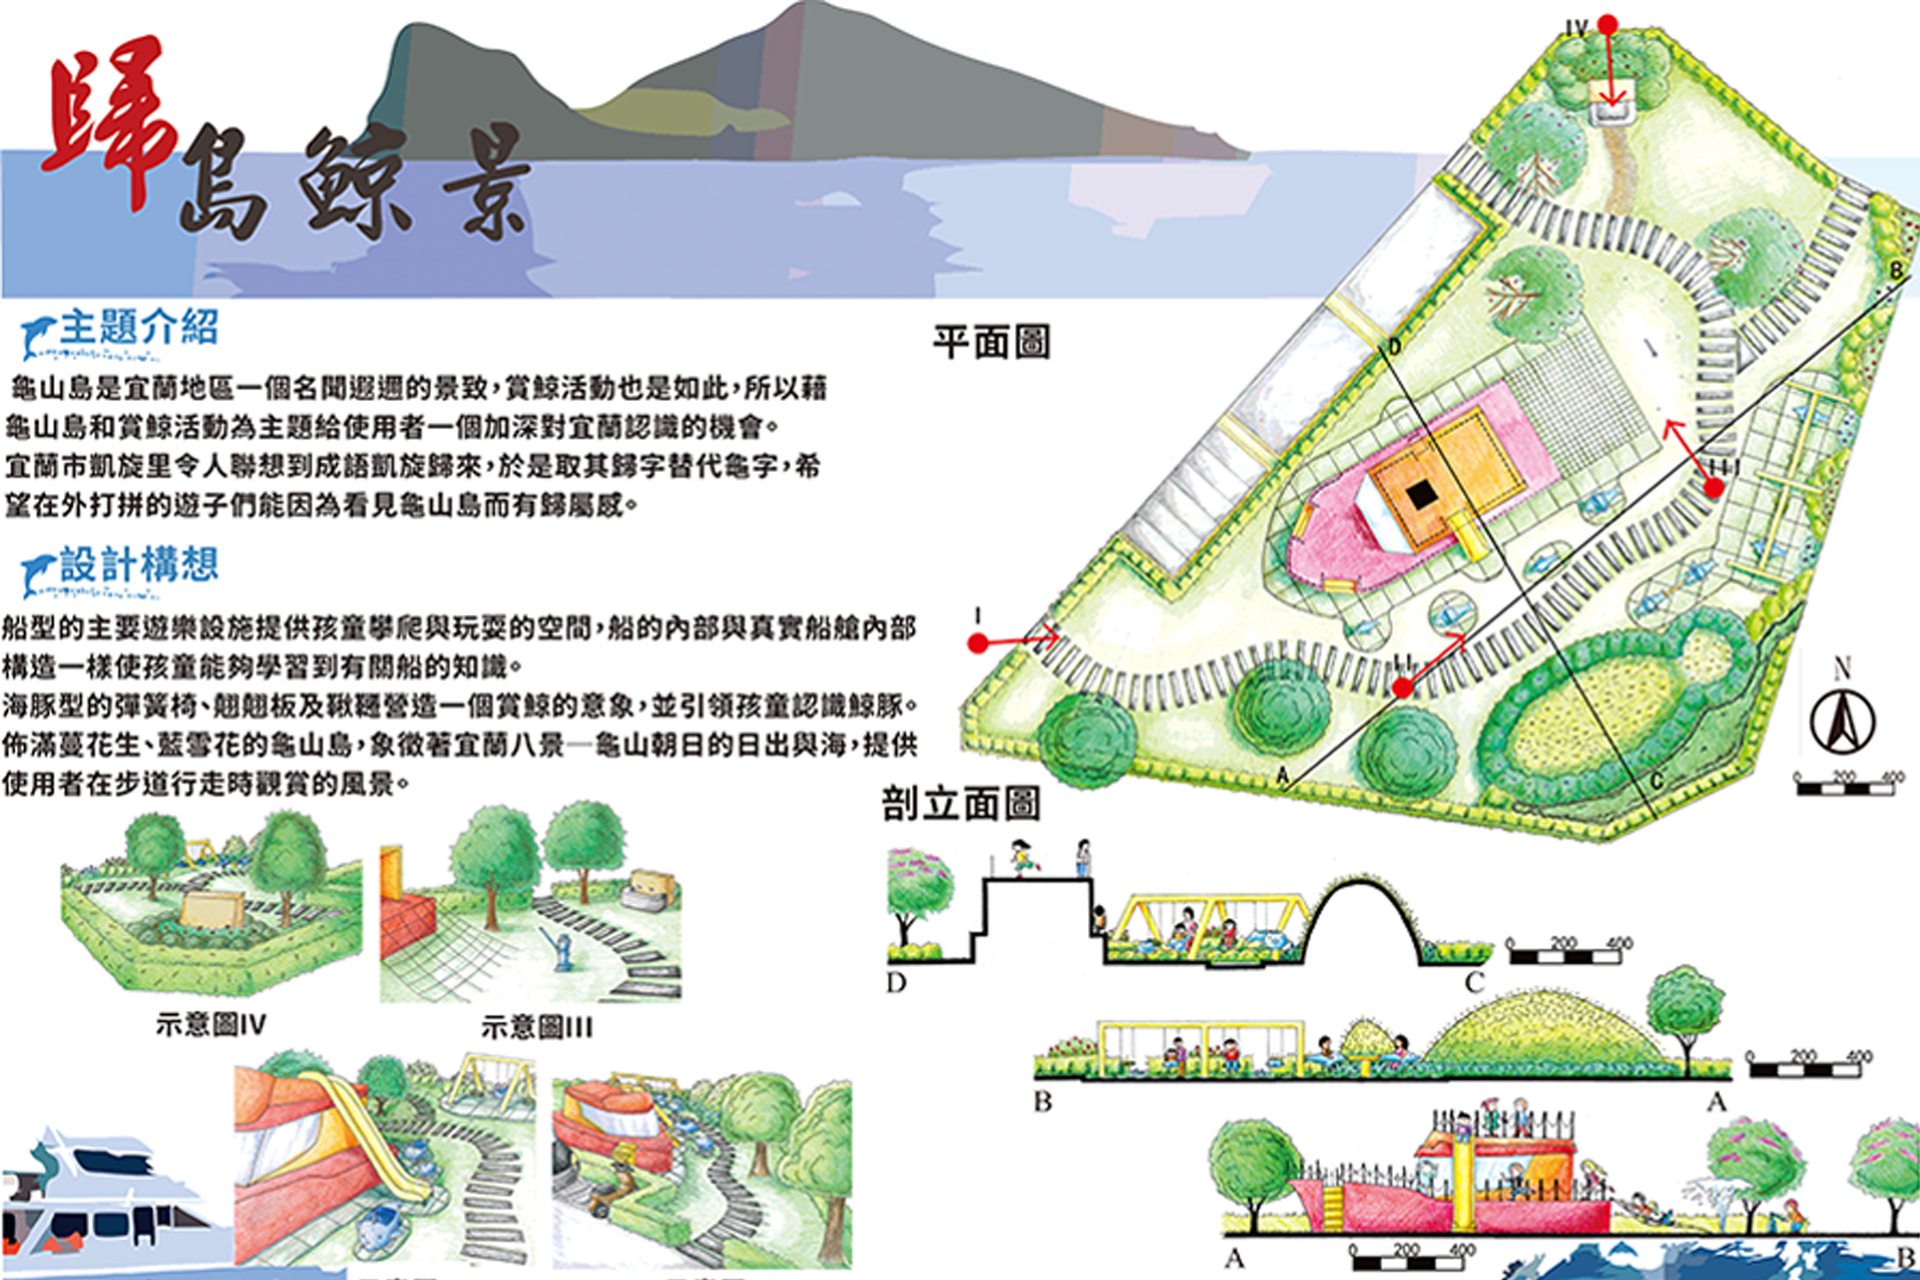 歸島鯨景
主題介紹
龜山島是宜蘭地區一個名聞遐邇的景致,賞鯨活動也是如此,所以藉
龜山島和賞鯨活動為主題給使用者一個加深對宜蘭認識的機會。
宜蘭市凱旋里令人聯想到成語凱旋歸來,於是取其歸字替代龜字,希
望在外打拼的遊子們能因為看見龜山島而有歸屬感。
設計構想
船型的主要遊樂設施提供孩童攀爬與玩耍的空間,船的內部與真實船艙內部
構造一樣使孩童能夠學習到有關船的知識。
海豚型的彈簧椅、翹翹板及鞦韆營造一個賞鯨的意象,並引領孩童認識鯨豚。
佈滿蔓花生、藍雪花的龜山島,象徵著宜蘭八景—龜山朝日的日出與海,提供
使用者在步道行走時觀賞的風景。
示意圖IV
示意圖III
平面圖
IV
B
D
III
I
II
A
C
N
0 200 400
剖立面圖
D
C
0 200 400
B
A
0 200 400
A
B
0 200 400